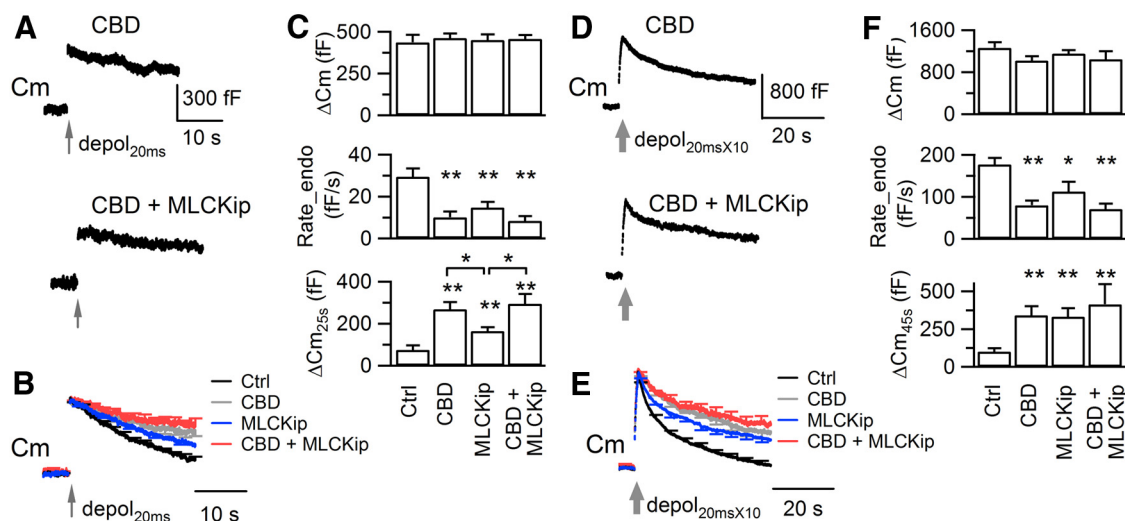 A
CBD
Cm
300 fF
10 s
depol20ms
CBD + MLCKip
B
Ctrl
CBD
MLCKip
CBD + MLCKip
Cm
depol20ms
10 s
C
ΔCm (fF)
500
250
0
Rate_endo (fF/s)
40
20
0
** ** **
ΔCm25s (fF)
400
200
0
* *
** ** **
Ctrl
CBD
MLCKip
CBD + MLCKip
D
CBD
Cm
800 fF
20 s
depol20msX10
CBD + MLCKip
E
Ctrl
CBD
MLCKip
CBD + MLCKip
Cm
depol20msX10
20 s
F
ΔCm (fF)
1600
800
0
Rate_endo (fF/s)
200
100
0
** * **
ΔCm45s (fF)
500
250
0
** ** **
Ctrl
CBD
MLCKip
CBD + MLCKip